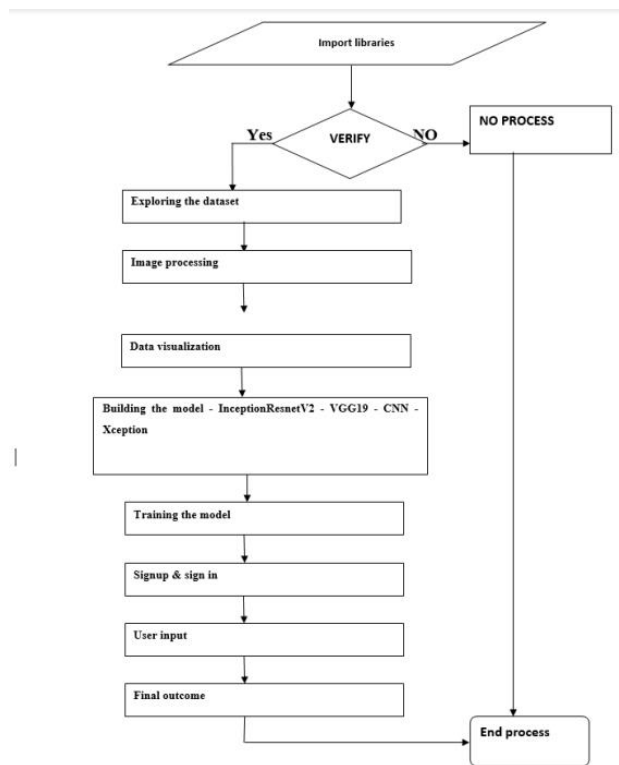 Import libraries
VERIFY
Yes
NO
NO PROCESS
Exploring the dataset
Image processing
Data visualization
Building the model - InceptionResnetV2 - VGG19 - CNN -
Xception
Training the model
Signup & sign in
User input
Final outcome
End process